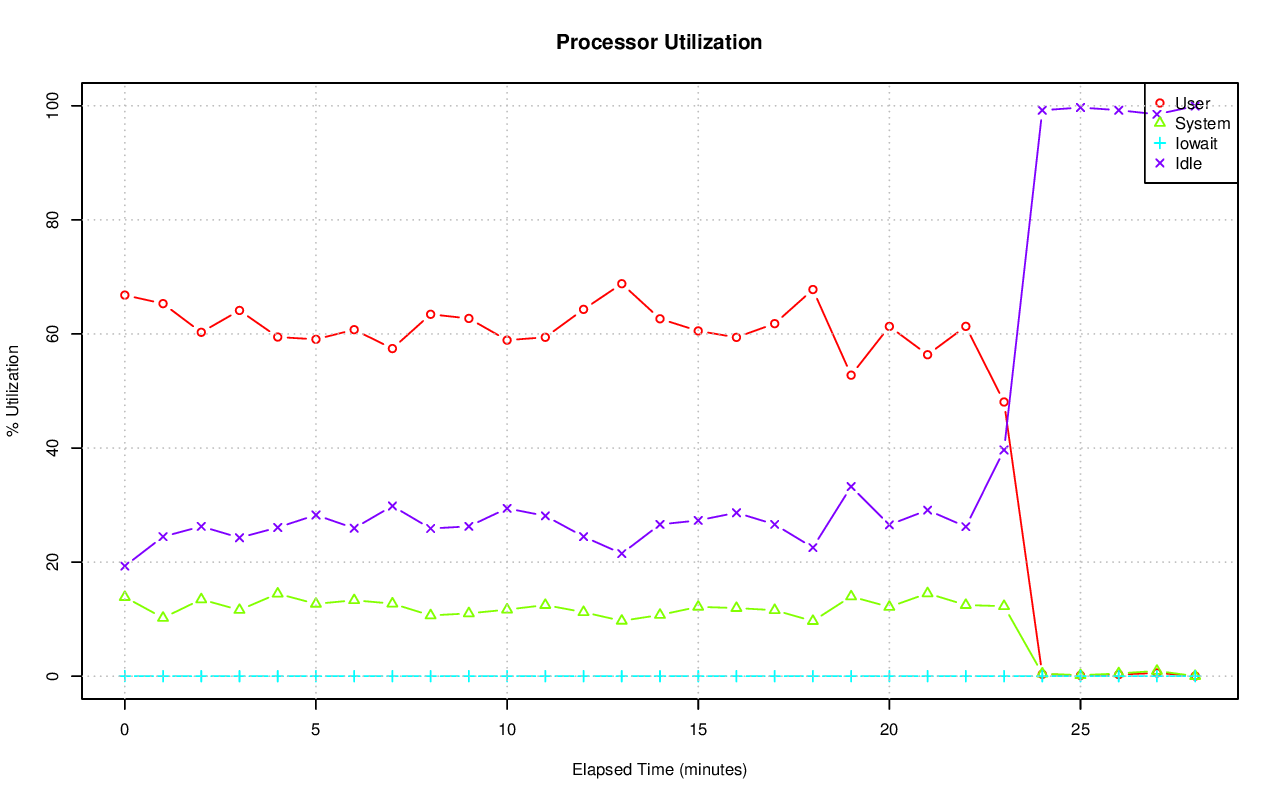 Processor Utilization
% Utilization
100
80
60
40
20
0
User
System
Iowait
Idle
0 5 10 15 20 25
Elapsed Time (minutes)